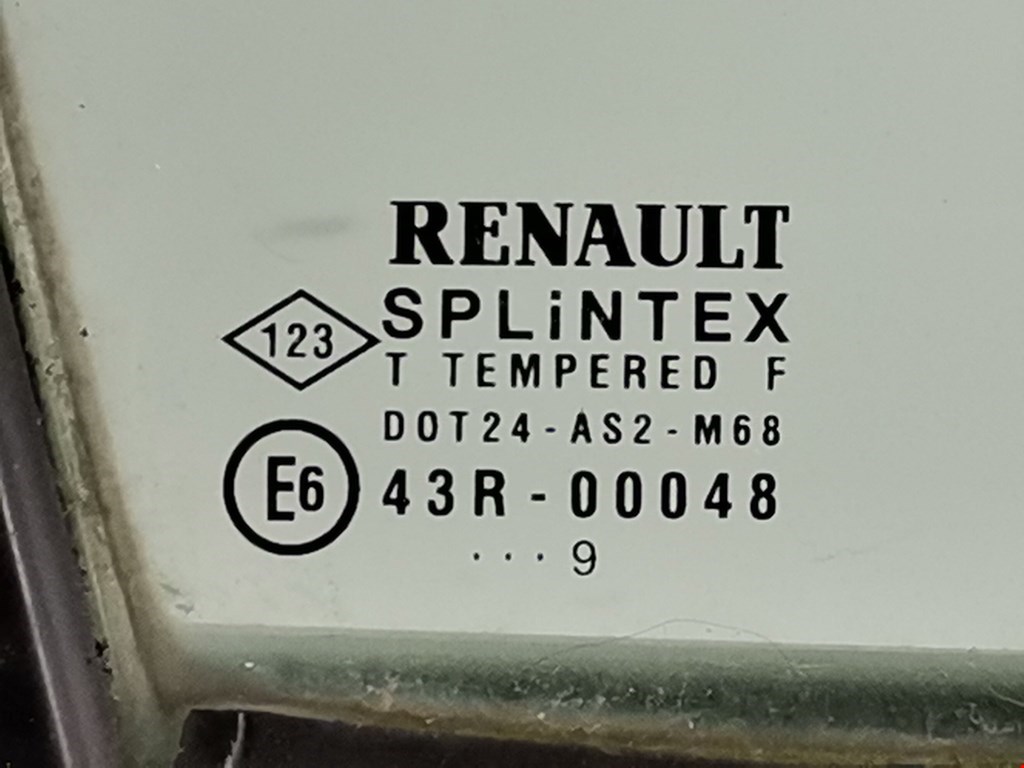 RENAULT
SPLiNTEX
123
T TEMPERED F
DOT24-AS2-M68
E6
43R-00048
...9